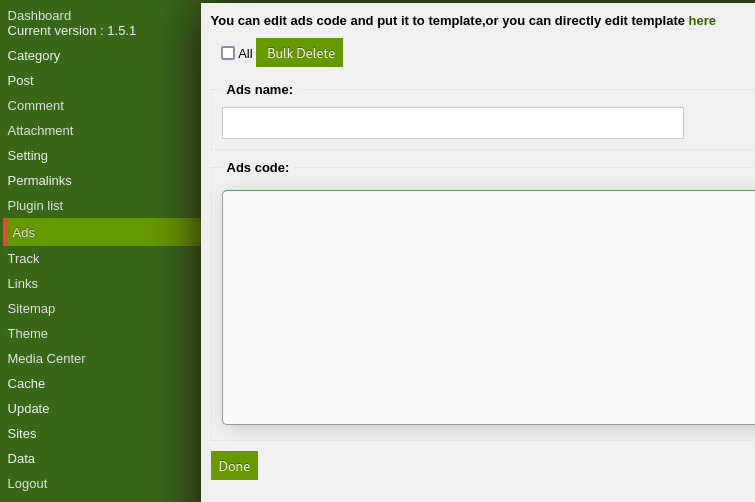 Dashboard
Current version : 1.5.1
Category
Post
Comment
Attachment
Setting
Permalinks
Plugin list
Ads
Track
Links
Sitemap
Theme
Media Center
Cache
Update
Sites
Data
Logout
You can edit ads code and put it to template,or you can directly edit template here
All Bulk Delete
Ads name:
Ads code:
Done